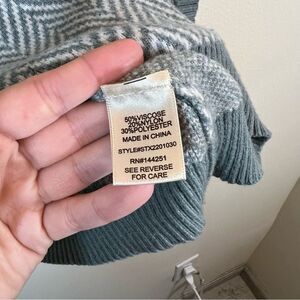 50%VISCOSE
20%NYLON
30%POLYESTER
MADE IN CHINA
STYLE#STX2201030
RN#144251
SEE REVERSE
FOR CARE